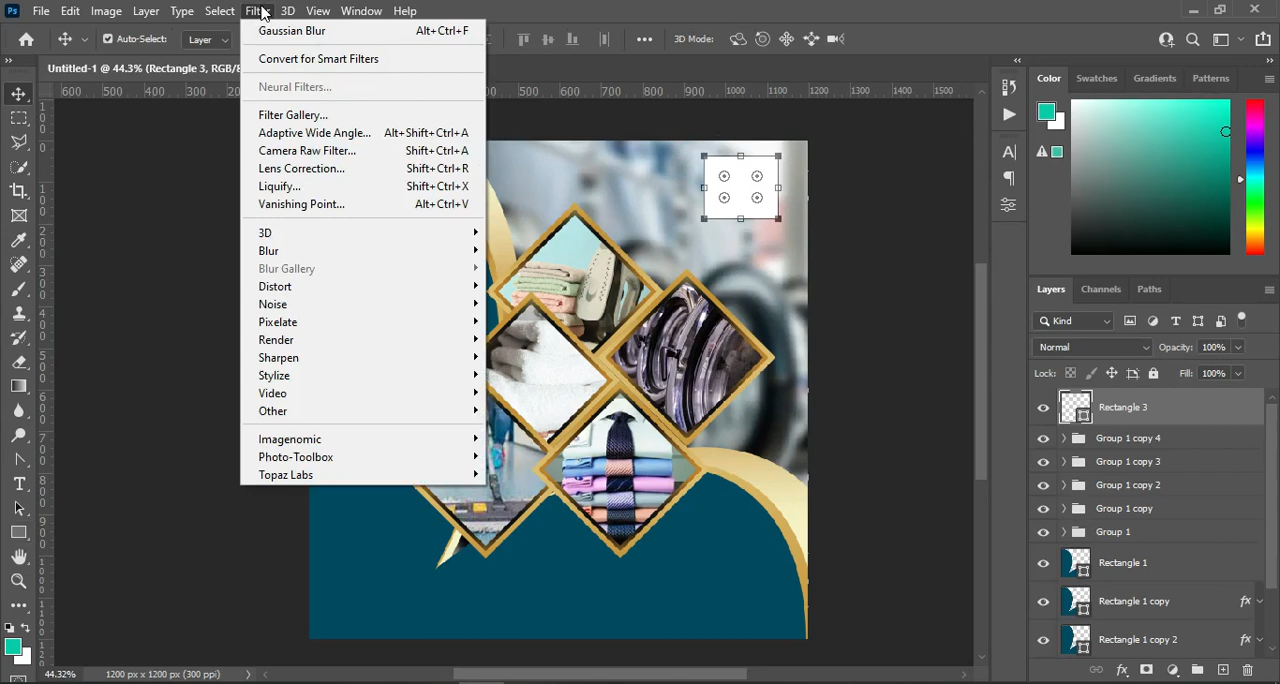 Ps File Edit Image Layer Type Select Filt 3D View Window Help
Auto-Select: Layer 3D Mode:
Untitled-1 @ 44.3% (Rectangle 3, RGB/8
Gaussian Blur Alt+Ctrl+F
Convert for Smart Filters
Neural Filters...
Filter Gallery...
Adaptive Wide Angle... Alt+Shift+Ctrl+A
Camera Raw Filter... Shift+Ctrl+A
Lens Correction... Shift+Ctrl+R
Liquify... Shift+Ctrl+X
Vanishing Point... Alt+Ctrl+V
3D
Blur
Blur Gallery
Distort
Noise
Pixelate
Render
Sharpen
Stylize
Video
Other
Imagenomic
Photo-Toolbox
Topaz Labs
600 500 400 300 200 500 600 700 800 900 1000 1100 1200 1300 1400 1500
Color Swatches Gradients Patterns
Layers Channels Paths
Kind
Normal Opacity: 100%
Lock: Fill: 100%
Rectangle 3
Group 1 copy 4
Group 1 copy 3
Group 1 copy 2
Group 1 copy
Group 1
Rectangle 1
Rectangle 1 copy fx
Rectangle 1 copy 2 fx
44.32% 1200 px x 1200 px (300 ppi)